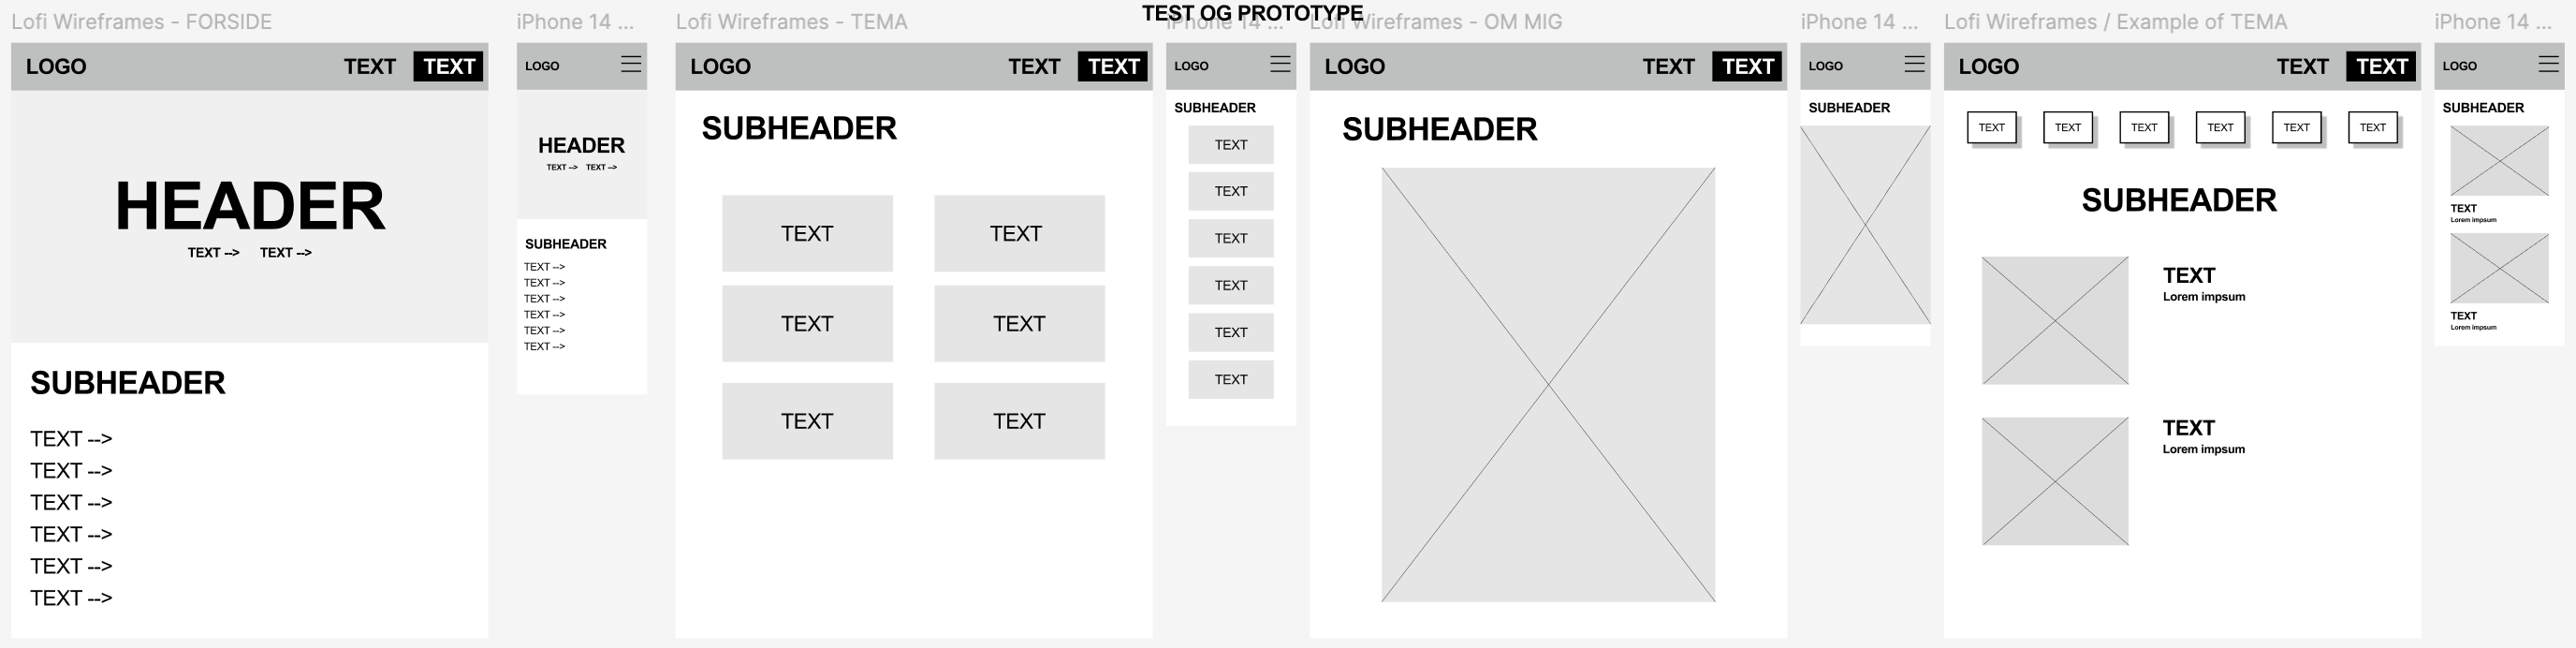 TEST OG PROTOTYPE
Lofi Wireframes - FORSIDE
LOGO
TEXT
TEXT
HEADER
TEXT --> TEXT -->
SUBHEADER
TEXT -->
TEXT -->
TEXT -->
TEXT -->
TEXT -->
TEXT -->
iPhone 14 ...
LOGO
HEADER
TEXT --> TEXT -->
SUBHEADER
TEXT -->
TEXT -->
TEXT -->
TEXT -->
TEXT -->
TEXT -->
Lofi Wireframes - TEMA
LOGO
TEXT
TEXT
SUBHEADER
TEXT
TEXT
TEXT
TEXT
TEXT
TEXT
iPhone 14 ...
LOGO
SUBHEADER
TEXT
TEXT
TEXT
TEXT
TEXT
TEXT
Lofi Wireframes - OM MIG
LOGO
TEXT
TEXT
SUBHEADER
iPhone 14 ...
LOGO
SUBHEADER
Lofi Wireframes / Example of TEMA
LOGO
TEXT
TEXT
TEXT
TEXT
TEXT
TEXT
TEXT
TEXT
SUBHEADER
TEXT
Lorem impsum
TEXT
Lorem impsum
iPhone 14 ...
LOGO
SUBHEADER
TEXT
Lorem impsum
TEXT
Lorem impsum